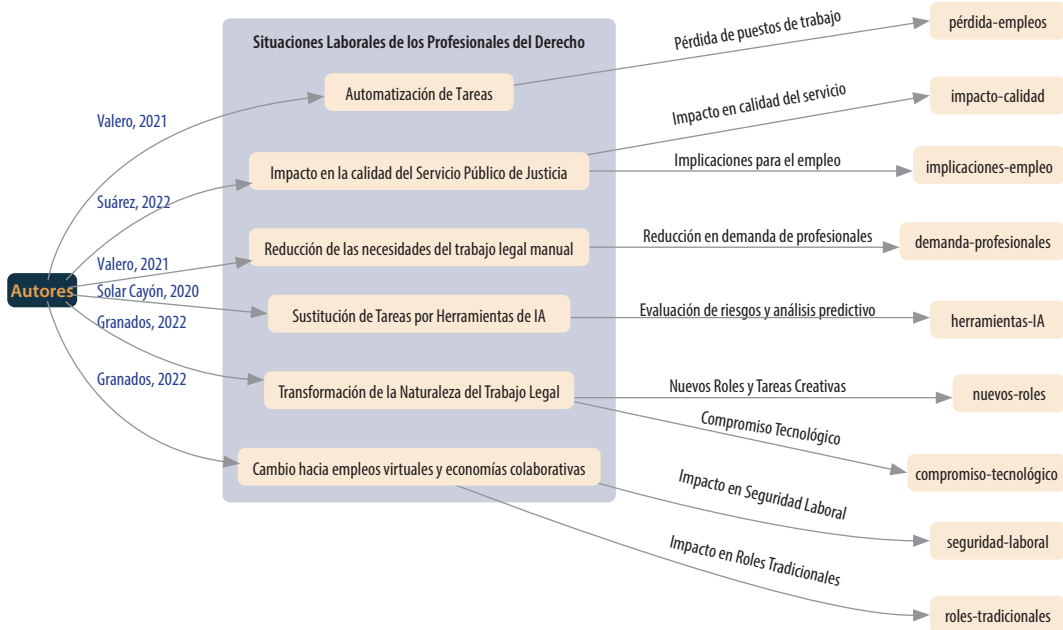 Situaciones Laborales de los Profesionales del Derecho
Autores
Valero, 2021
Automatización de Tareas
Pérdida de puestos de trabajo
pérdida-empleos
Suárez, 2022
Impacto en la calidad del Servicio Público de Justicia
Impacto en calidad del servicio
impacto-calidad
Implicaciones para el empleo
implicaciones-empleo
Valero, 2021
Reducción de las necesidades del trabajo legal manual
Reducción en demanda de profesionales
demanda-profesionales
Solar Cayón, 2020
Sustitución de Tareas por Herramientas de IA
Evaluación de riesgos y análisis predictivo
herramientas-IA
Granados, 2022
Transformación de la Naturaleza del Trabajo Legal
Nuevos Roles y Tareas Creativas
nuevos-roles
Compromiso Tecnológico
compromiso-tecnológico
Granados, 2022
Cambio hacia empleos virtuales y economías colaborativas
Impacto en Seguridad Laboral
seguridad-laboral
Impacto en Roles Tradicionales
roles-tradicionales